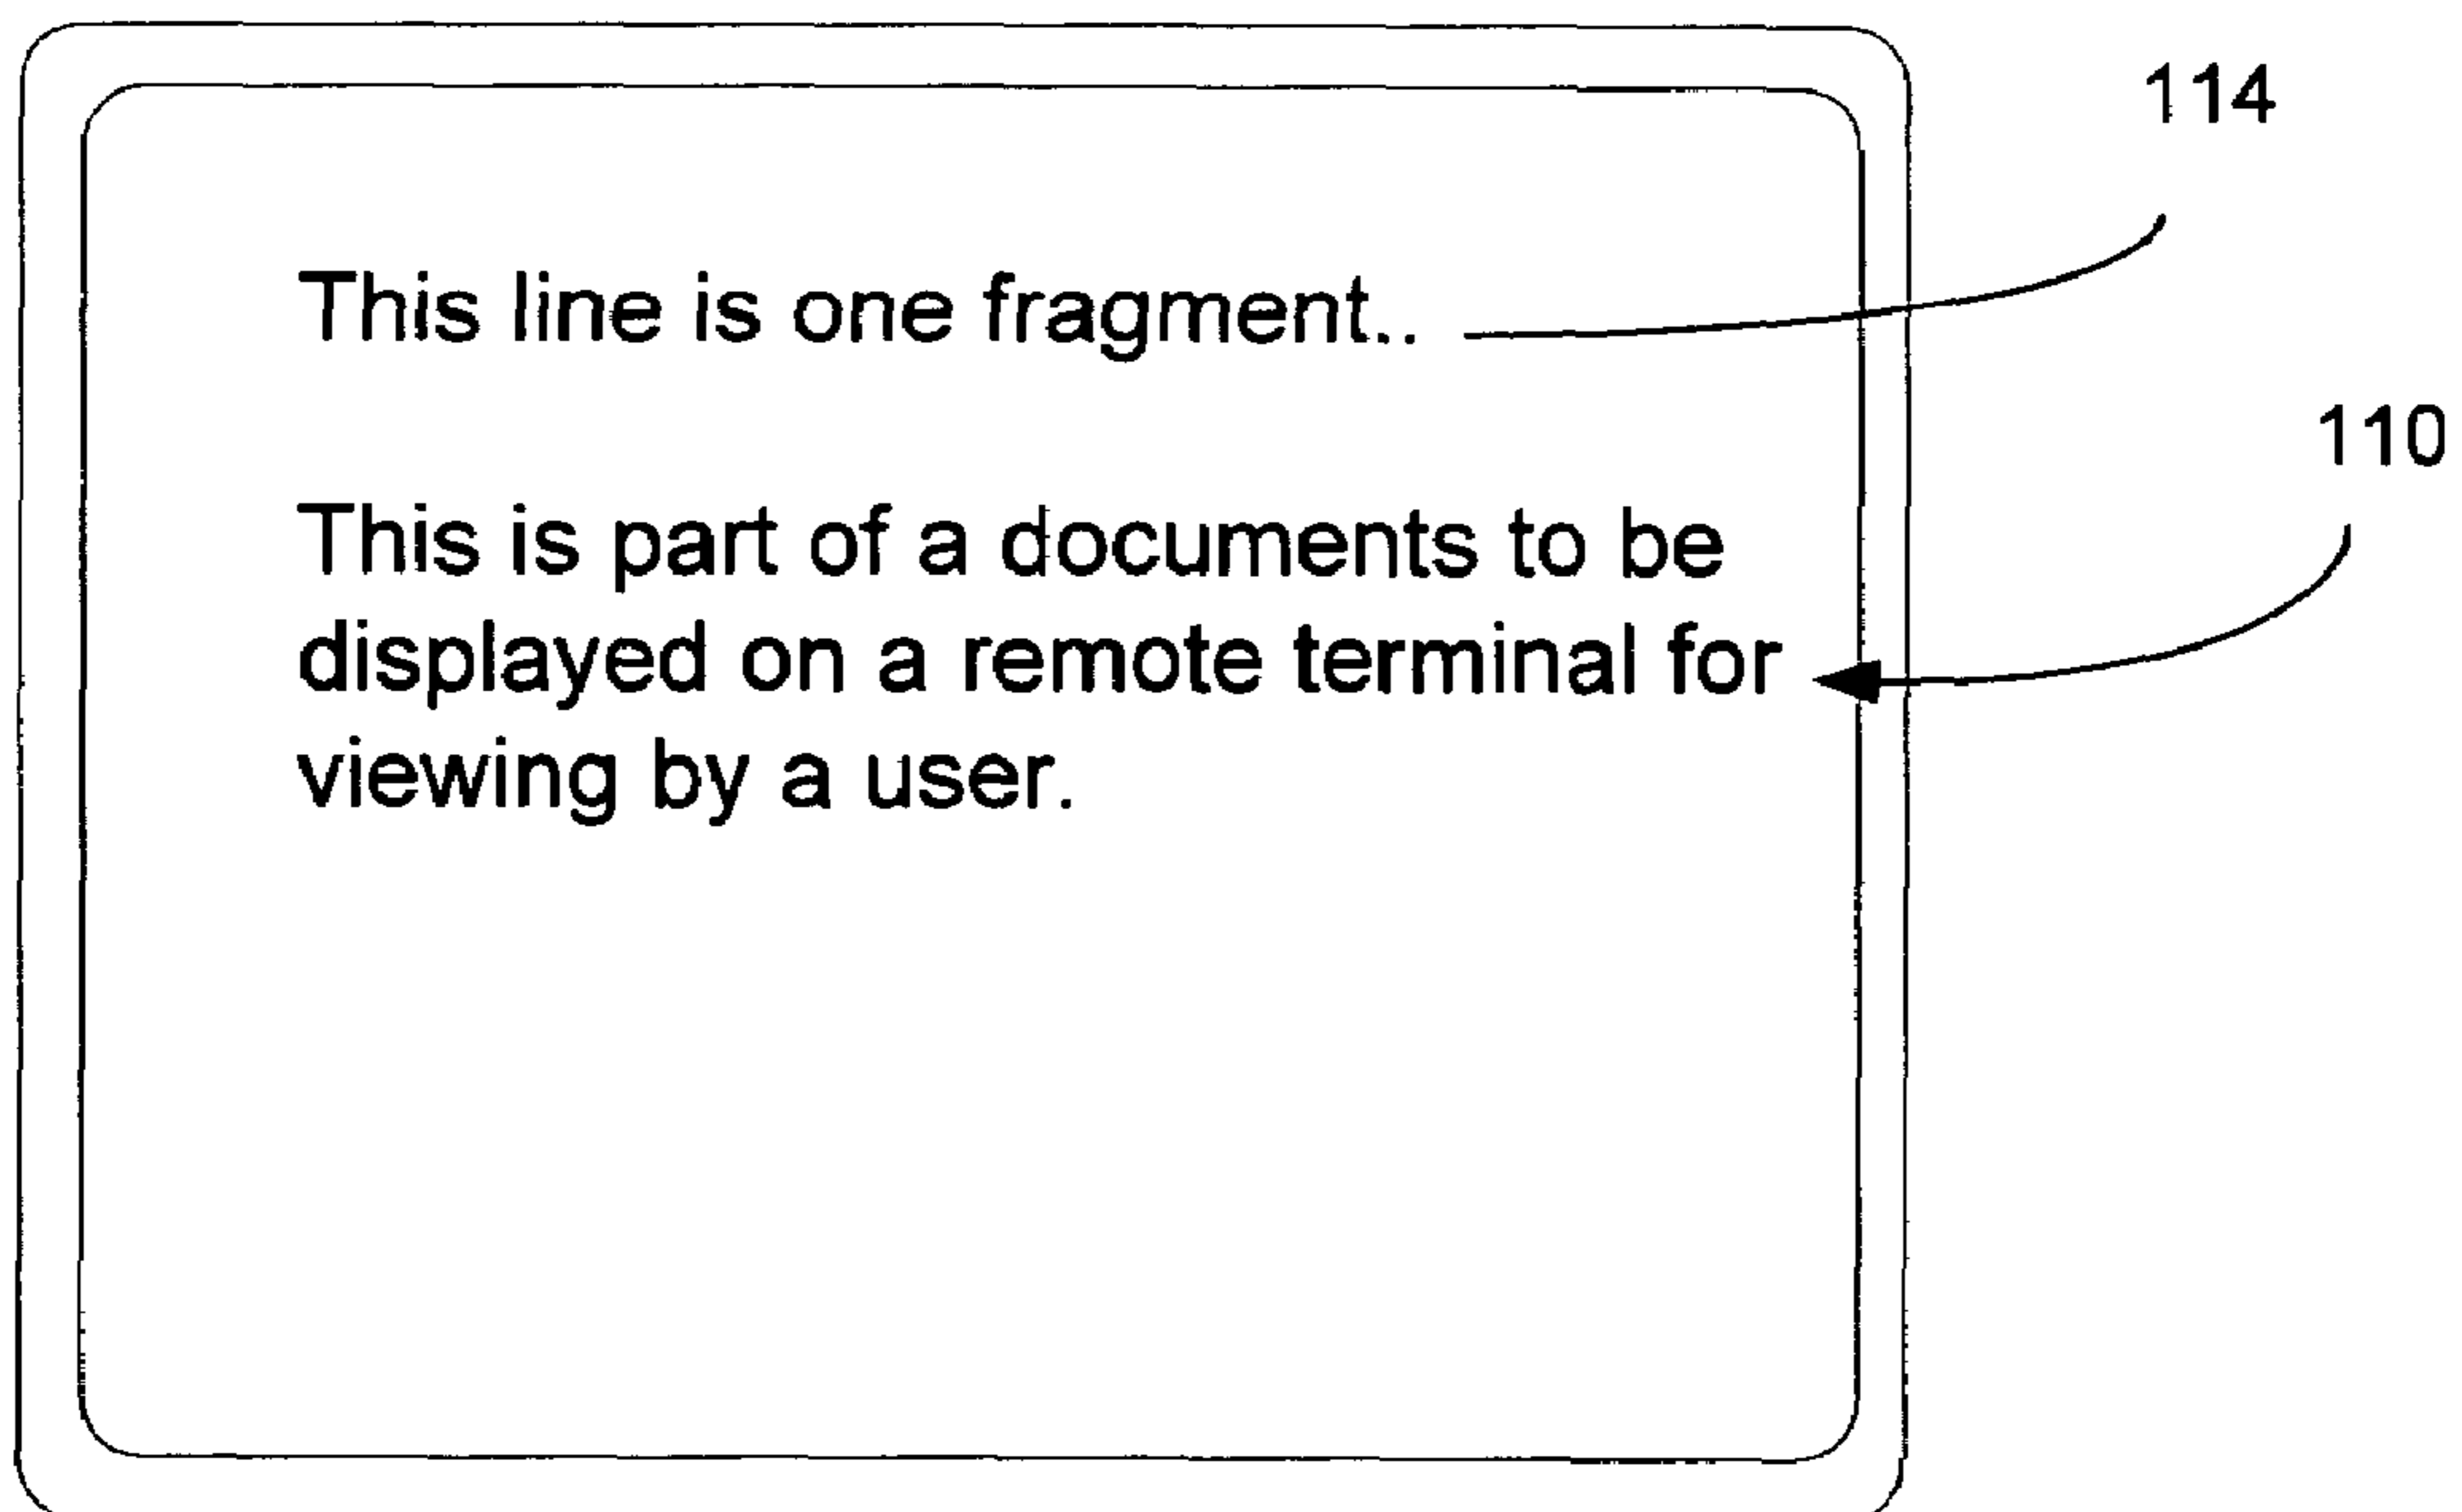 114
This line is one fragment..
110
This is part of a documents to be
displayed on a remote terminal for
viewing by a user.